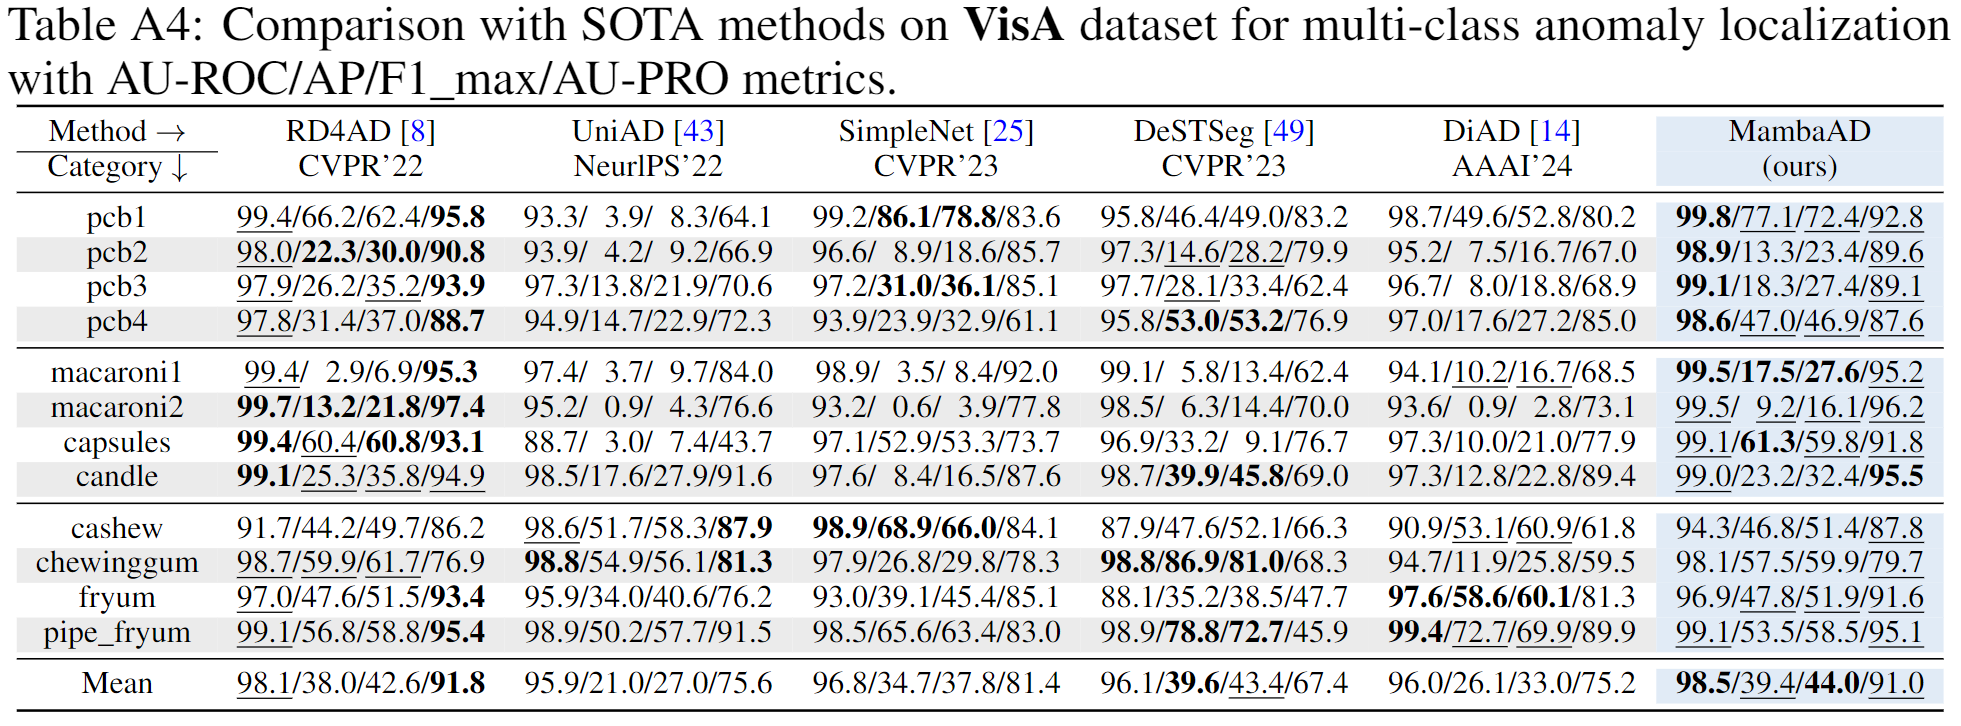 Table A4: Comparison with SOTA methods on VisA dataset for multi-class anomaly localization
with AU-ROC/AP/F1_max/AU-PRO metrics.
Method → RD4AD [8] UniAD [43] SimpleNet [25] DeSTSeg [49] DiAD [14] MambaAD
Category ↓ CVPR'22 NeurlPS'22 CVPR'23 CVPR'23 AAAI'24 (ours)
pcb1 99.4/66.2/62.4/95.8 93.3/ 3.9/ 8.3/64.1 99.2/86.1/78.8/83.6 95.8/46.4/49.0/83.2 98.7/49.6/52.8/80.2 99.8/77.1/72.4/92.8
pcb2 98.0/22.3/30.0/90.8 93.9/ 4.2/ 9.2/66.9 96.6/ 8.9/18.6/85.7 97.3/14.6/28.2/79.9 95.2/ 7.5/16.7/67.0 98.9/13.3/23.4/89.6
pcb3 97.9/26.2/35.2/93.9 97.3/13.8/21.9/70.6 97.2/31.0/36.1/85.1 97.7/28.1/33.4/62.4 96.7/ 8.0/18.8/68.9 99.1/18.3/27.4/89.1
pcb4 97.8/31.4/37.0/88.7 94.9/14.7/22.9/72.3 93.9/23.9/32.9/61.1 95.8/53.0/53.2/76.9 97.0/17.6/27.2/85.0 98.6/47.0/46.9/87.6
macaroni1 99.4/ 2.9/6.9/95.3 97.4/ 3.7/ 9.7/84.0 98.9/ 3.5/ 8.4/92.0 99.1/ 5.8/13.4/62.4 94.1/10.2/16.7/68.5 99.5/17.5/27.6/95.2
macaroni2 99.7/13.2/21.8/97.4 95.2/ 0.9/ 4.3/76.6 93.2/ 0.6/ 3.9/77.8 98.5/ 6.3/14.4/70.0 93.6/ 0.9/ 2.8/73.1 99.5/ 9.2/16.1/96.2
capsules 99.4/60.4/60.8/93.1 88.7/ 3.0/ 7.4/43.7 97.1/52.9/53.3/73.7 96.9/33.2/ 9.1/76.7 97.3/10.0/21.0/77.9 99.1/61.3/59.8/91.8
candle 99.1/25.3/35.8/94.9 98.5/17.6/27.9/91.6 97.6/ 8.4/16.5/87.6 98.7/39.9/45.8/69.0 97.3/12.8/22.8/89.4 99.0/23.2/32.4/95.5
cashew 91.7/44.2/49.7/86.2 98.6/51.7/58.3/87.9 98.9/68.9/66.0/84.1 87.9/47.6/52.1/66.3 90.9/53.1/60.9/61.8 94.3/46.8/51.4/87.8
chewinggum 98.7/59.9/61.7/76.9 98.8/54.9/56.1/81.3 97.9/26.8/29.8/78.3 98.8/86.9/81.0/68.3 94.7/11.9/25.8/59.5 98.1/57.5/59.9/79.7
fryum 97.0/47.6/51.5/93.4 95.9/34.0/40.6/76.2 93.0/39.1/45.4/85.1 88.1/35.2/38.5/47.7 97.6/58.6/60.1/81.3 96.9/47.8/51.9/91.6
pipe_fryum 99.1/56.8/58.8/95.4 98.9/50.2/57.7/91.5 98.5/65.6/63.4/83.0 98.9/78.8/72.7/45.9 99.4/72.7/69.9/89.9 99.1/53.5/58.5/95.1
Mean 98.1/38.0/42.6/91.8 95.9/21.0/27.0/75.6 96.8/34.7/37.8/81.4 96.1/39.6/43.4/67.4 96.0/26.1/33.0/75.2 98.5/39.4/44.0/91.0